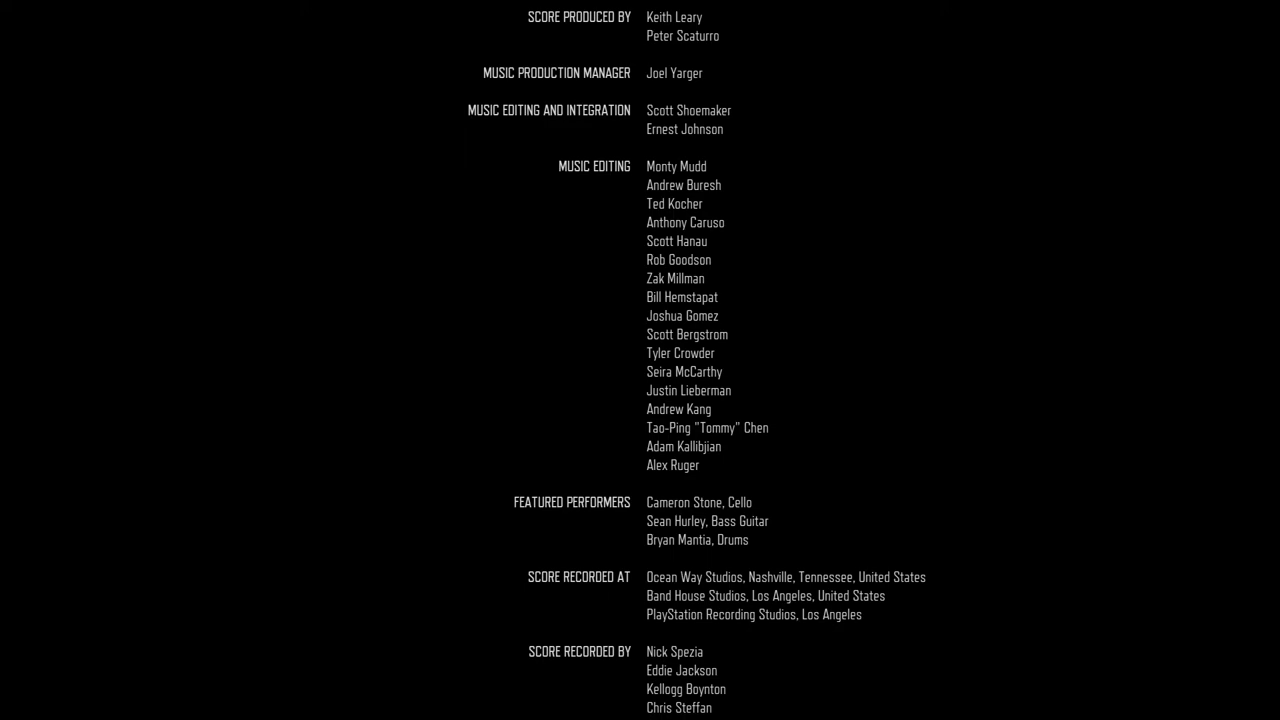 SCORE PRODUCED BY Keith Leary
Peter Scaturro
MUSIC PRODUCTION MANAGER Joel Yarger
MUSIC EDITING AND INTEGRATION Scott Shoemaker
Ernest Johnson
MUSIC EDITING Monty Mudd
Andrew Buresh
Ted Kocher
Anthony Caruso
Scott Hanau
Rob Goodson
Zak Millman
Bill Hemstapat
Joshua Gomez
Scott Bergstrom
Tyler Crowder
Seira McCarthy
Justin Lieberman
Andrew Kang
Tao-Ping "Tommy" Chen
Adam Kallibjian
Alex Ruger
FEATURED PERFORMERS Cameron Stone, Cello
Sean Hurley, Bass Guitar
Bryan Mantia, Drums
SCORE RECORDED AT Ocean Way Studios, Nashville, Tennessee, United States
Band House Studios, Los Angeles, United States
PlayStation Recording Studios, Los Angeles
SCORE RECORDED BY Nick Spezia
Eddie Jackson
Kellogg Boynton
Chris Steffan